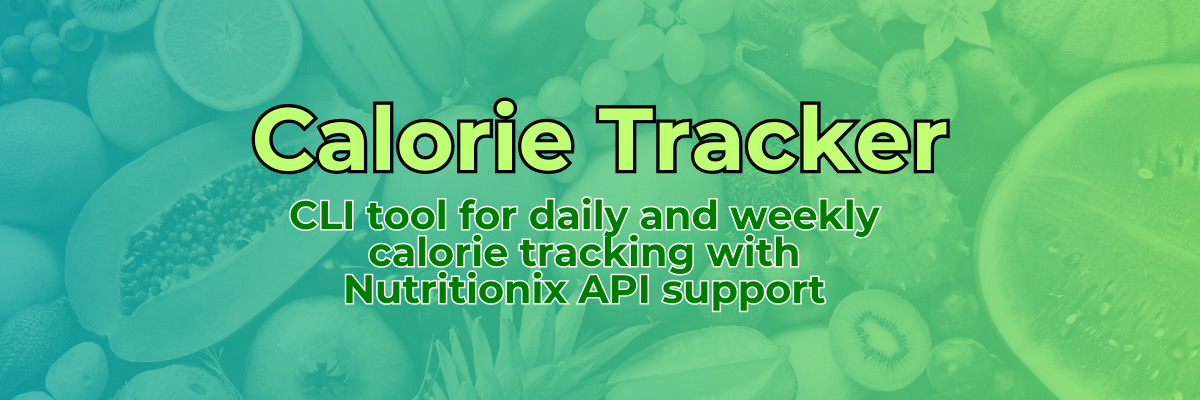 Calorie Tracker
CLI tool for daily and weekly
calorie tracking with
Nutritionix API support